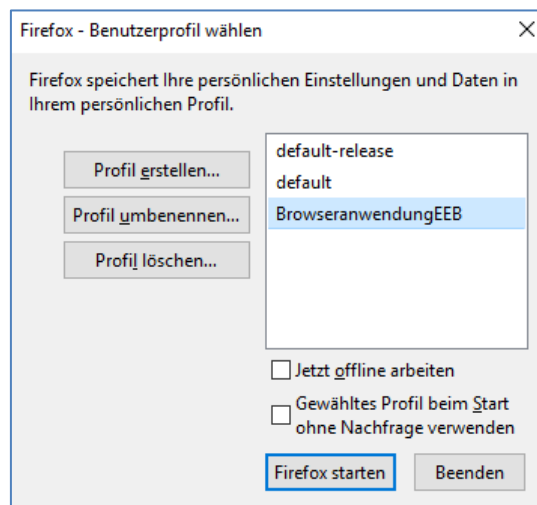 Firefox - Benutzerprofil wählen
Firefox speichert Ihre persönlichen Einstellungen und Daten in
Ihrem persönlichen Profil.
Profil erstellen...
Profil umbenennen...
Profil löschen...
default-release
default
BrowseranwendungEEB
Jetzt offline arbeiten
Gewähltes Profil beim Start
ohne Nachfrage verwenden
Firefox starten
Beenden